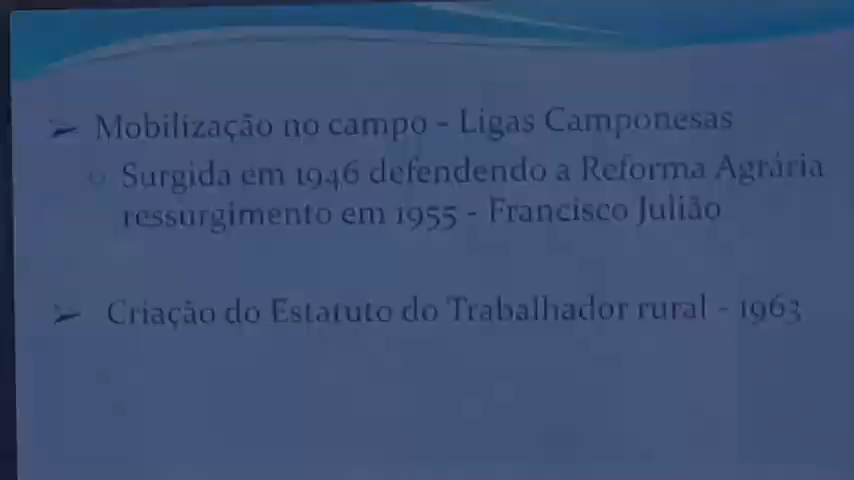 ➢ Mobilização no campo - Ligas Camponesas
○ Surgida em 1946 defendendo a Reforma Agrária
ressurgimento em 1955 - Francisco Julião
➢ Criação do Estatuto do Trabalhador rural - 1963